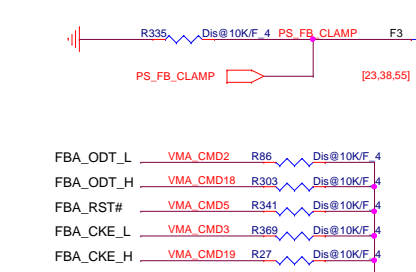 R335 Dis@10K/F_4 PS_FB_CLAMP F3
PS_FB_CLAMP [23,38,55]
FBA_ODT_L VMA_CMD2 R86 Dis@10K/F_4
FBA_ODT_H VMA_CMD18 R303 Dis@10K/F_4
FBA_RST# VMA_CMD5 R341 Dis@10K/F_4
FBA_CKE_L VMA_CMD3 R369 Dis@10K/F_4
FBA_CKE_H VMA_CMD19 R27 Dis@10K/F_4